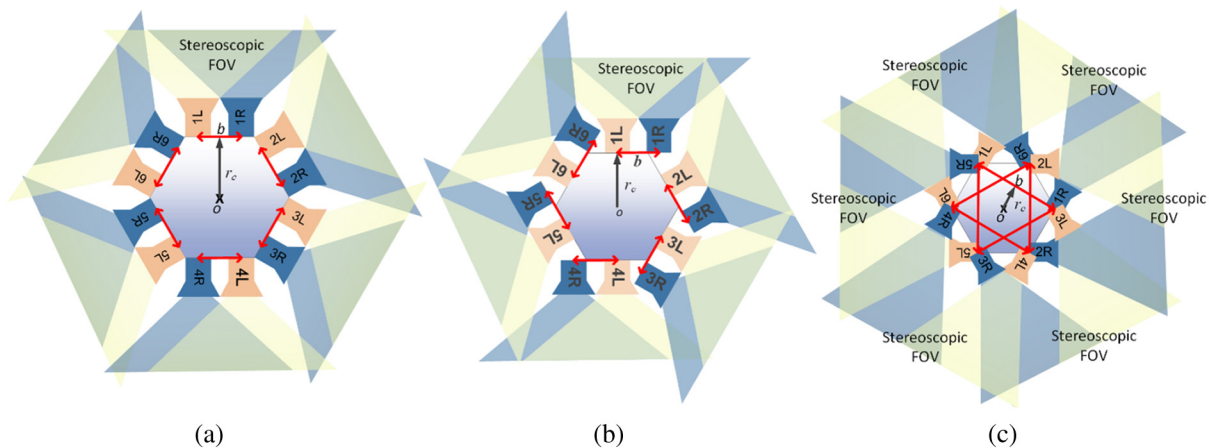 Stereoscopic
FOV
1L
1R
b
6R
2L
6L
2R
r_c
o
5R
3L
5L
3R
4R
4L
(a)
Stereoscopic
FOV
6R
1L
1R
b
6L
2L
r_c
5R
2R
o
5L
3L
4R
4L
3R
(b)
Stereoscopic
FOV
Stereoscopic
FOV
1L
6R
5R
2L
b
Stereoscopic
FOV
6L
1R
Stereoscopic
FOV
r_c
4R
o
3L
5L
2R
3R
4L
Stereoscopic
FOV
Stereoscopic
FOV
(c)